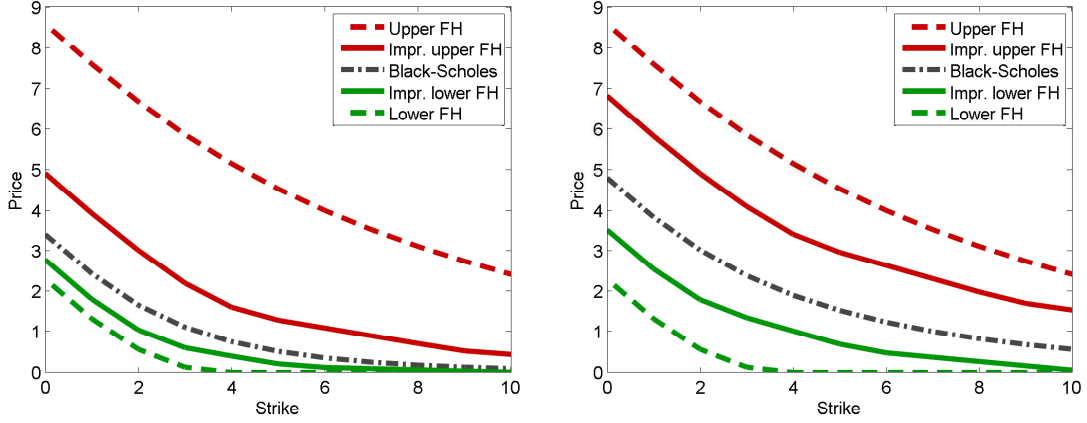 9
8
7
6
5
4
3
2
1
0
Price
0 2 4 6 8 10
Strike
Upper FH
Impr. upper FH
Black-Scholes
Impr. lower FH
Lower FH
9
8
7
6
5
4
3
2
1
0
Price
0 2 4 6 8 10
Strike
Upper FH
Impr. upper FH
Black-Scholes
Impr. lower FH
Lower FH